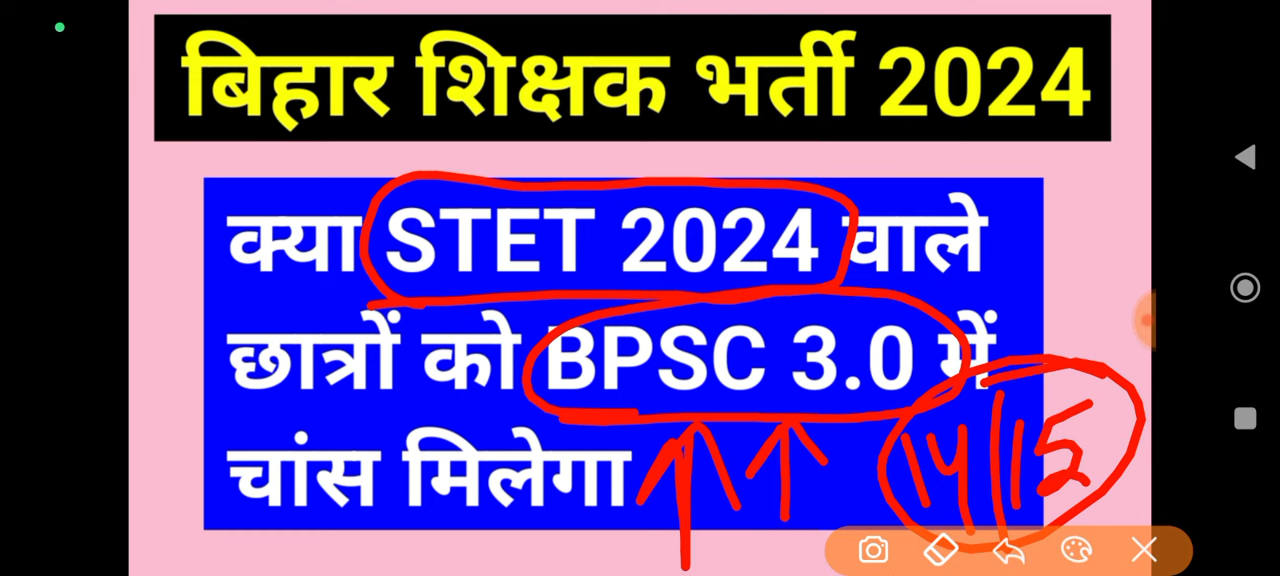 बिहार शिक्षक भर्ती 2024
क्या STET 2024 वाले
छात्रों को BPSC 3.0 में
चांस मिलेगा
14 15